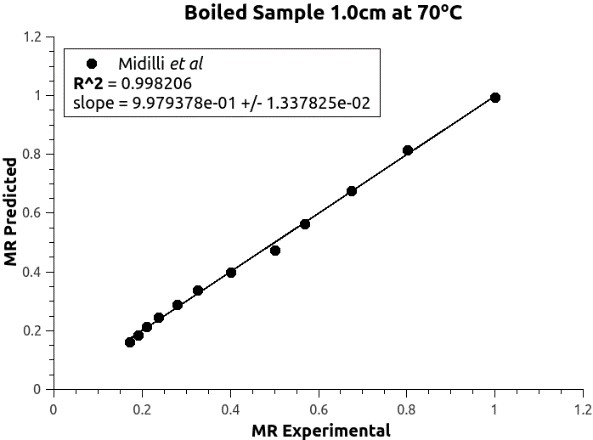 Boiled Sample 1.0cm at 70°C
1.2
Midilli et al
R^2 = 0.998206
slope = 9.979378e-01 +/- 1.337825e-02
1
0.8
MR Predicted
0.6
0.4
0.2
0
0 0.2 0.4 0.6 0.8 1 1.2
MR Experimental